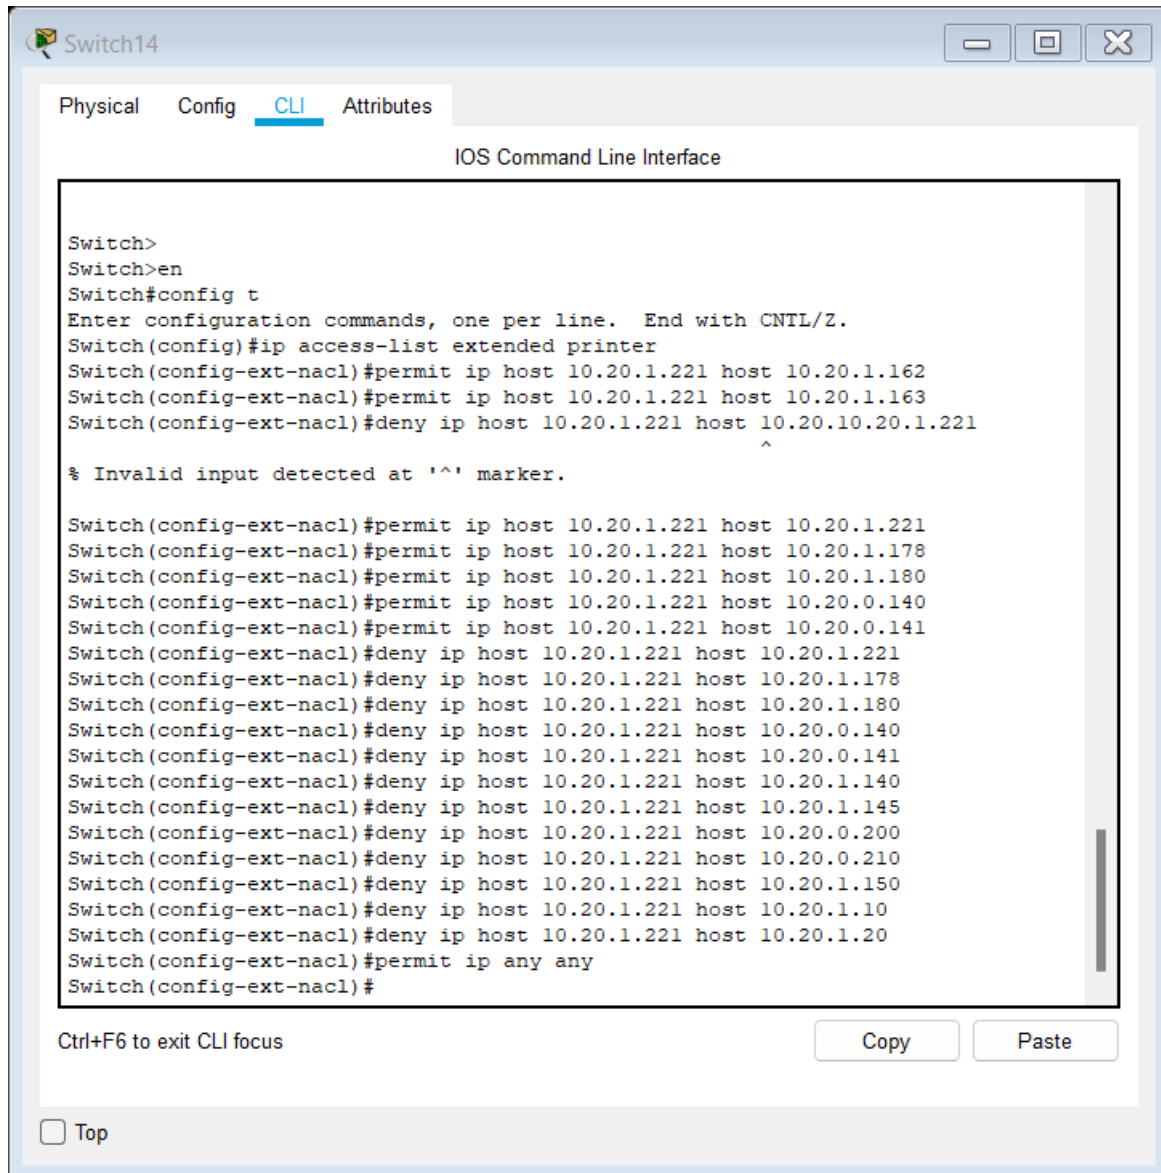 Switch14
Physical Config CLI Attributes
IOS Command Line Interface
Switch>
Switch>en
Switch#config t
Enter configuration commands, one per line.  End with CNTL/Z.
Switch(config)#ip access-list extended printer
Switch(config-ext-nacl)#permit ip host 10.20.1.221 host 10.20.1.162
Switch(config-ext-nacl)#permit ip host 10.20.1.221 host 10.20.1.163
Switch(config-ext-nacl)#deny ip host 10.20.1.221 host 10.20.10.20.1.221
^
% Invalid input detected at '^' marker.
Switch(config-ext-nacl)#permit ip host 10.20.1.221 host 10.20.1.221
Switch(config-ext-nacl)#permit ip host 10.20.1.221 host 10.20.1.178
Switch(config-ext-nacl)#permit ip host 10.20.1.221 host 10.20.1.180
Switch(config-ext-nacl)#permit ip host 10.20.1.221 host 10.20.0.140
Switch(config-ext-nacl)#permit ip host 10.20.1.221 host 10.20.0.141
Switch(config-ext-nacl)#deny ip host 10.20.1.221 host 10.20.1.221
Switch(config-ext-nacl)#deny ip host 10.20.1.221 host 10.20.1.178
Switch(config-ext-nacl)#deny ip host 10.20.1.221 host 10.20.1.180
Switch(config-ext-nacl)#deny ip host 10.20.1.221 host 10.20.0.140
Switch(config-ext-nacl)#deny ip host 10.20.1.221 host 10.20.0.141
Switch(config-ext-nacl)#deny ip host 10.20.1.221 host 10.20.1.140
Switch(config-ext-nacl)#deny ip host 10.20.1.221 host 10.20.1.145
Switch(config-ext-nacl)#deny ip host 10.20.1.221 host 10.20.0.200
Switch(config-ext-nacl)#deny ip host 10.20.1.221 host 10.20.0.210
Switch(config-ext-nacl)#deny ip host 10.20.1.221 host 10.20.1.150
Switch(config-ext-nacl)#deny ip host 10.20.1.221 host 10.20.1.10
Switch(config-ext-nacl)#deny ip host 10.20.1.221 host 10.20.1.20
Switch(config-ext-nacl)#permit ip any any
Switch(config-ext-nacl)#
Ctrl+F6 to exit CLI focus Copy Paste
Top